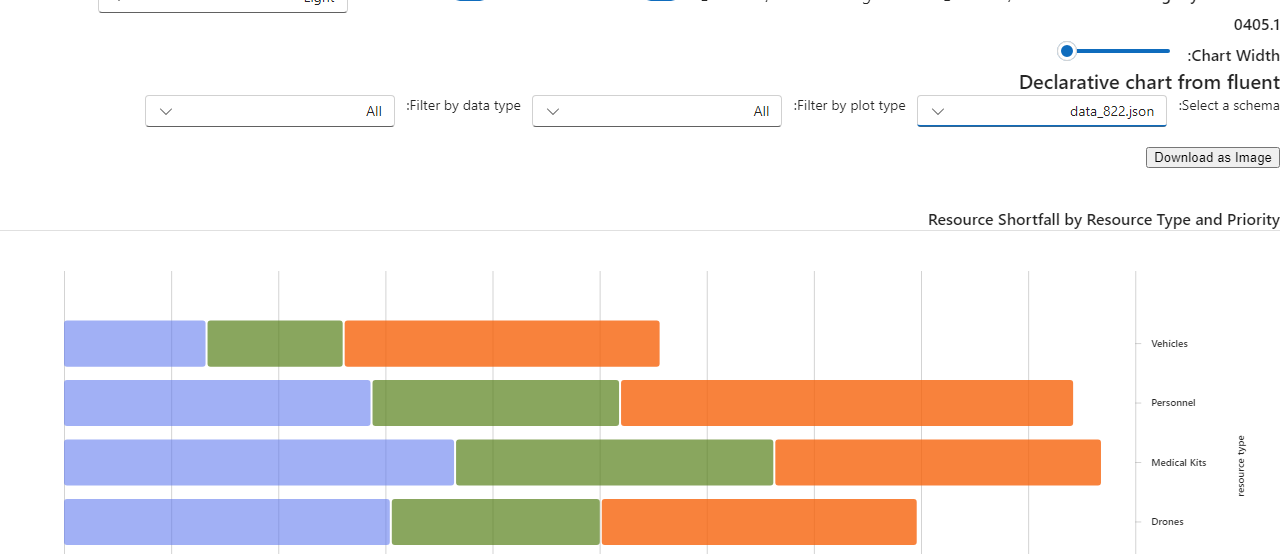 Light
0405.1
:Chart Width
Declarative chart from fluent
:Select a schema
data_822.json
:Filter by plot type
All
:Filter by data type
All
Download as Image
Resource Shortfall by Resource Type and Priority
Vehicles
Personnel
Medical Kits
Drones
resource type